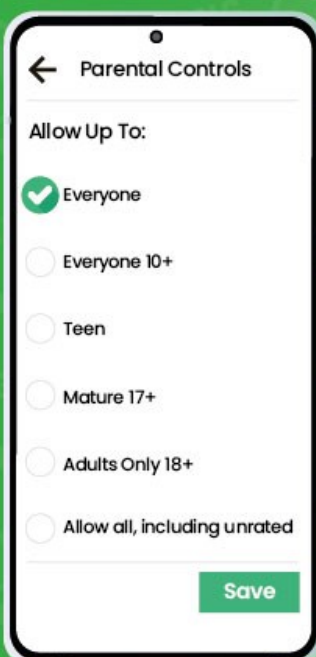 Parental Controls
Allow Up To:
Everyone
Everyone 10+
Teen
Mature 17+
Adults Only 18+
Allow all, including unrated
Save